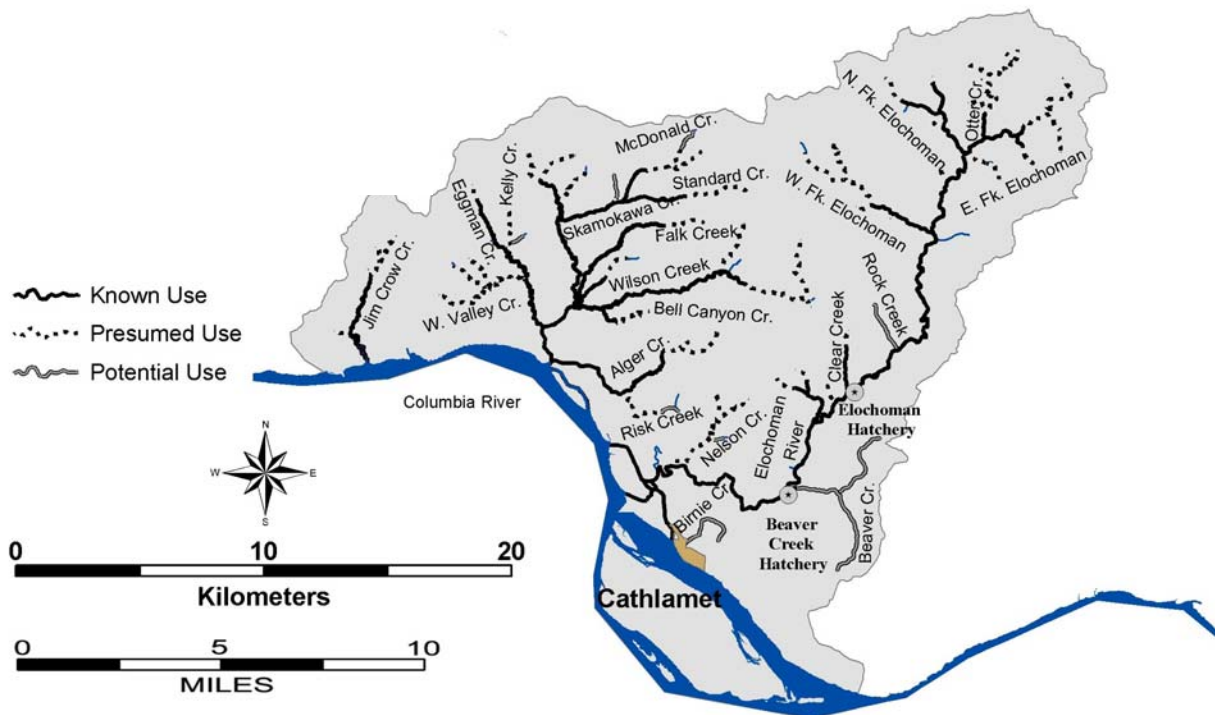 N. Fk. Elochoman
Otter Cr.
E. Fk. Elochoman
W. Fk. Elochoman
McDonald Cr.
Kelly Cr.
Standard Cr.
Eggman Cr.
Skamokawa Cr.
Falk Creek
Wilson Creek
Jim Crow Cr.
W. Valley Cr.
Bell Canyon Cr.
Rock Creek
Clear Creek
Alger Cr.
Known Use
Presumed Use
Potential Use
Columbia River
Risk Creek
Nelson Cr.
Elochoman
River
Elochoman
Hatchery
Birnie Cr.
Beaver Cr.
Beaver
Creek
Hatchery
Cathlamet
N
W E
S
0 10 20
Kilometers
0 5 10
MILES